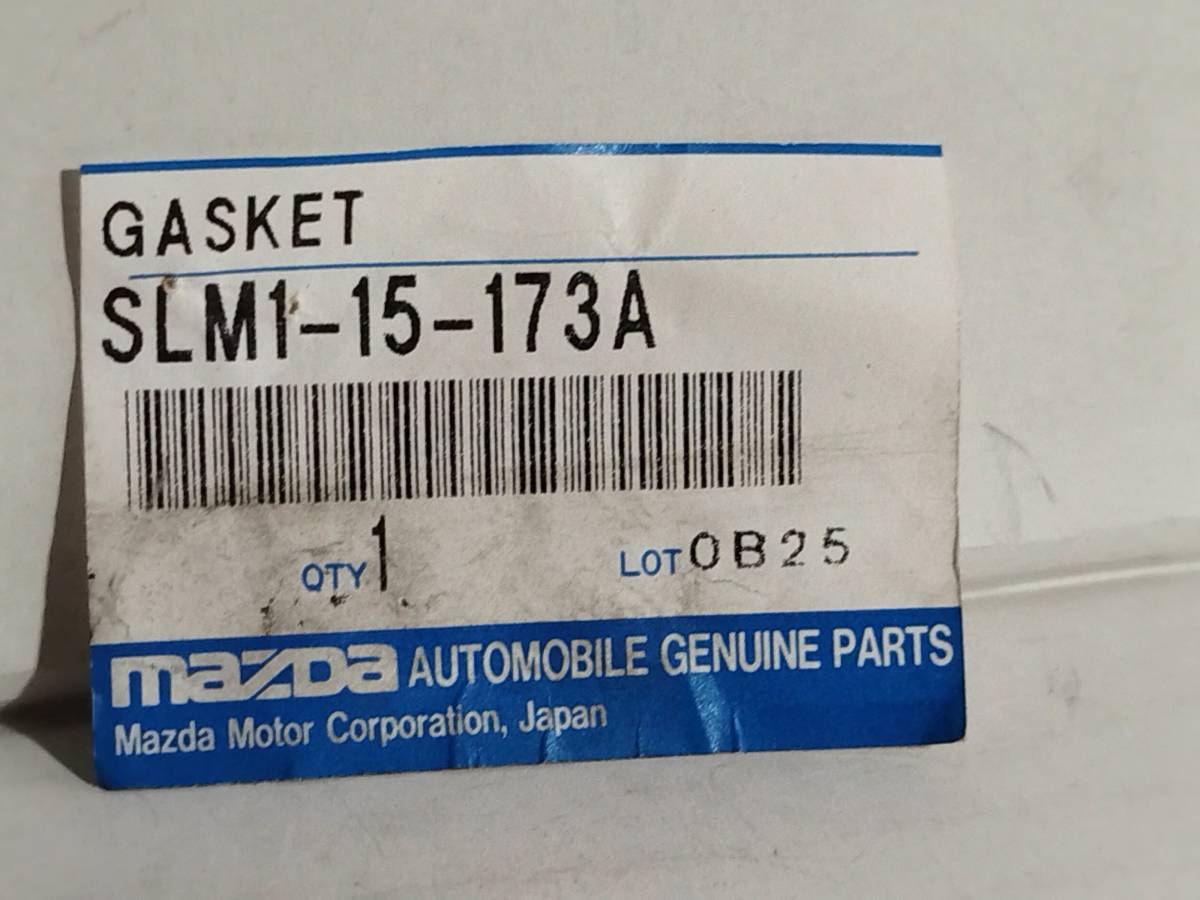 GASKET
SLM1-15-173A
QTY 1 LOT 0B25
mazda AUTOMOBILE GENUINE PARTS
Mazda Motor Corporation, Japan